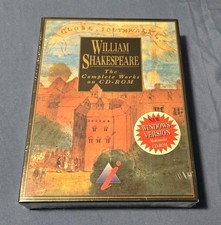 WILLIAM
SHAKESPEARE
The
Complete Works
on CD-ROM
WINDOWS
VERSION
i